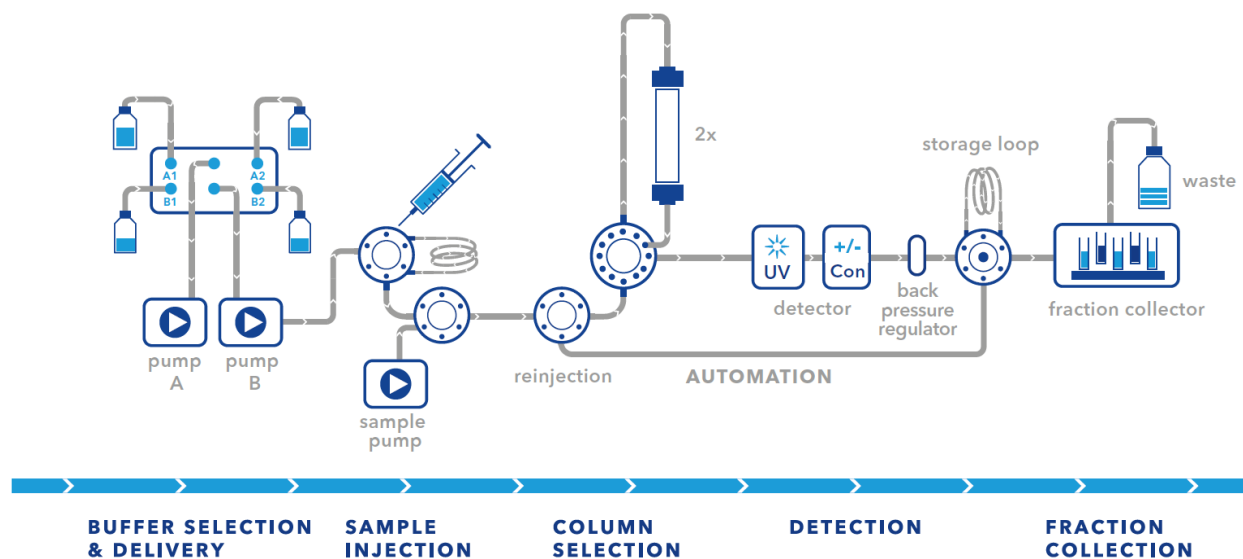 2x
storage loop
waste
A1
A2
B1
B2
UV
+/-
Con
detector
back
pressure
regulator
fraction collector
pump
A
pump
B
reinjection
AUTOMATION
sample
pump
BUFFER SELECTION
& DELIVERY
SAMPLE
INJECTION
COLUMN
SELECTION
DETECTION
FRACTION
COLLECTION